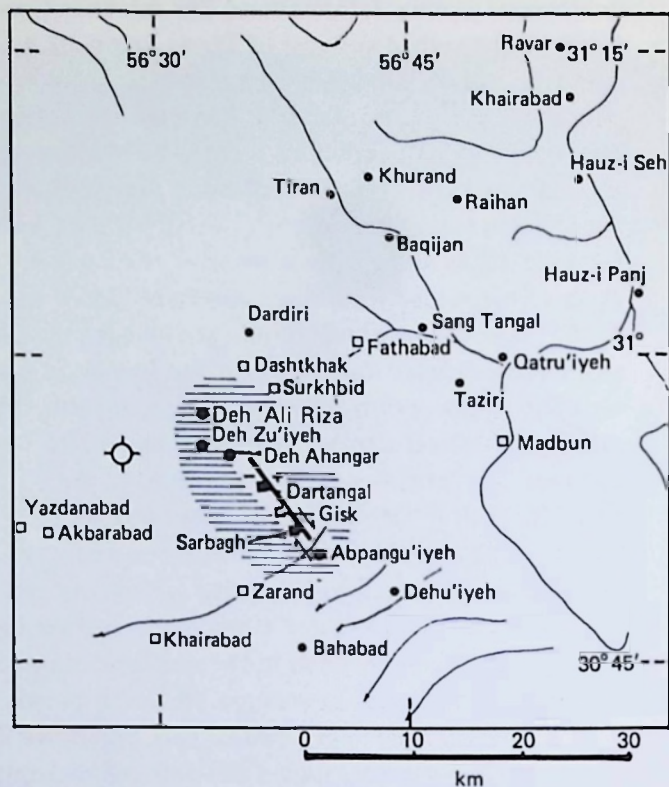 Ravar
31° 15′
56° 30′
56° 45′
Khairabad
Hauz-i Seh
Khurand
Tiran
Raihan
Baqijan
Hauz-i Panj
Dardiri
Sang Tangal
31°
Fathabad
Dashtkhak
Qatru'iyeh
Surkhbid
Tazirj
Deh 'Ali Riza
Deh Zu'iyeh
Madbun
Deh Ahangar
Dartangal
Yazdanabad
Gisk
Akbarabad
Sarbagh
Abpangu'iyeh
Zarand
Dehu'iyeh
Khairabad
Bahabad
30° 45′
0 10 20 30
km